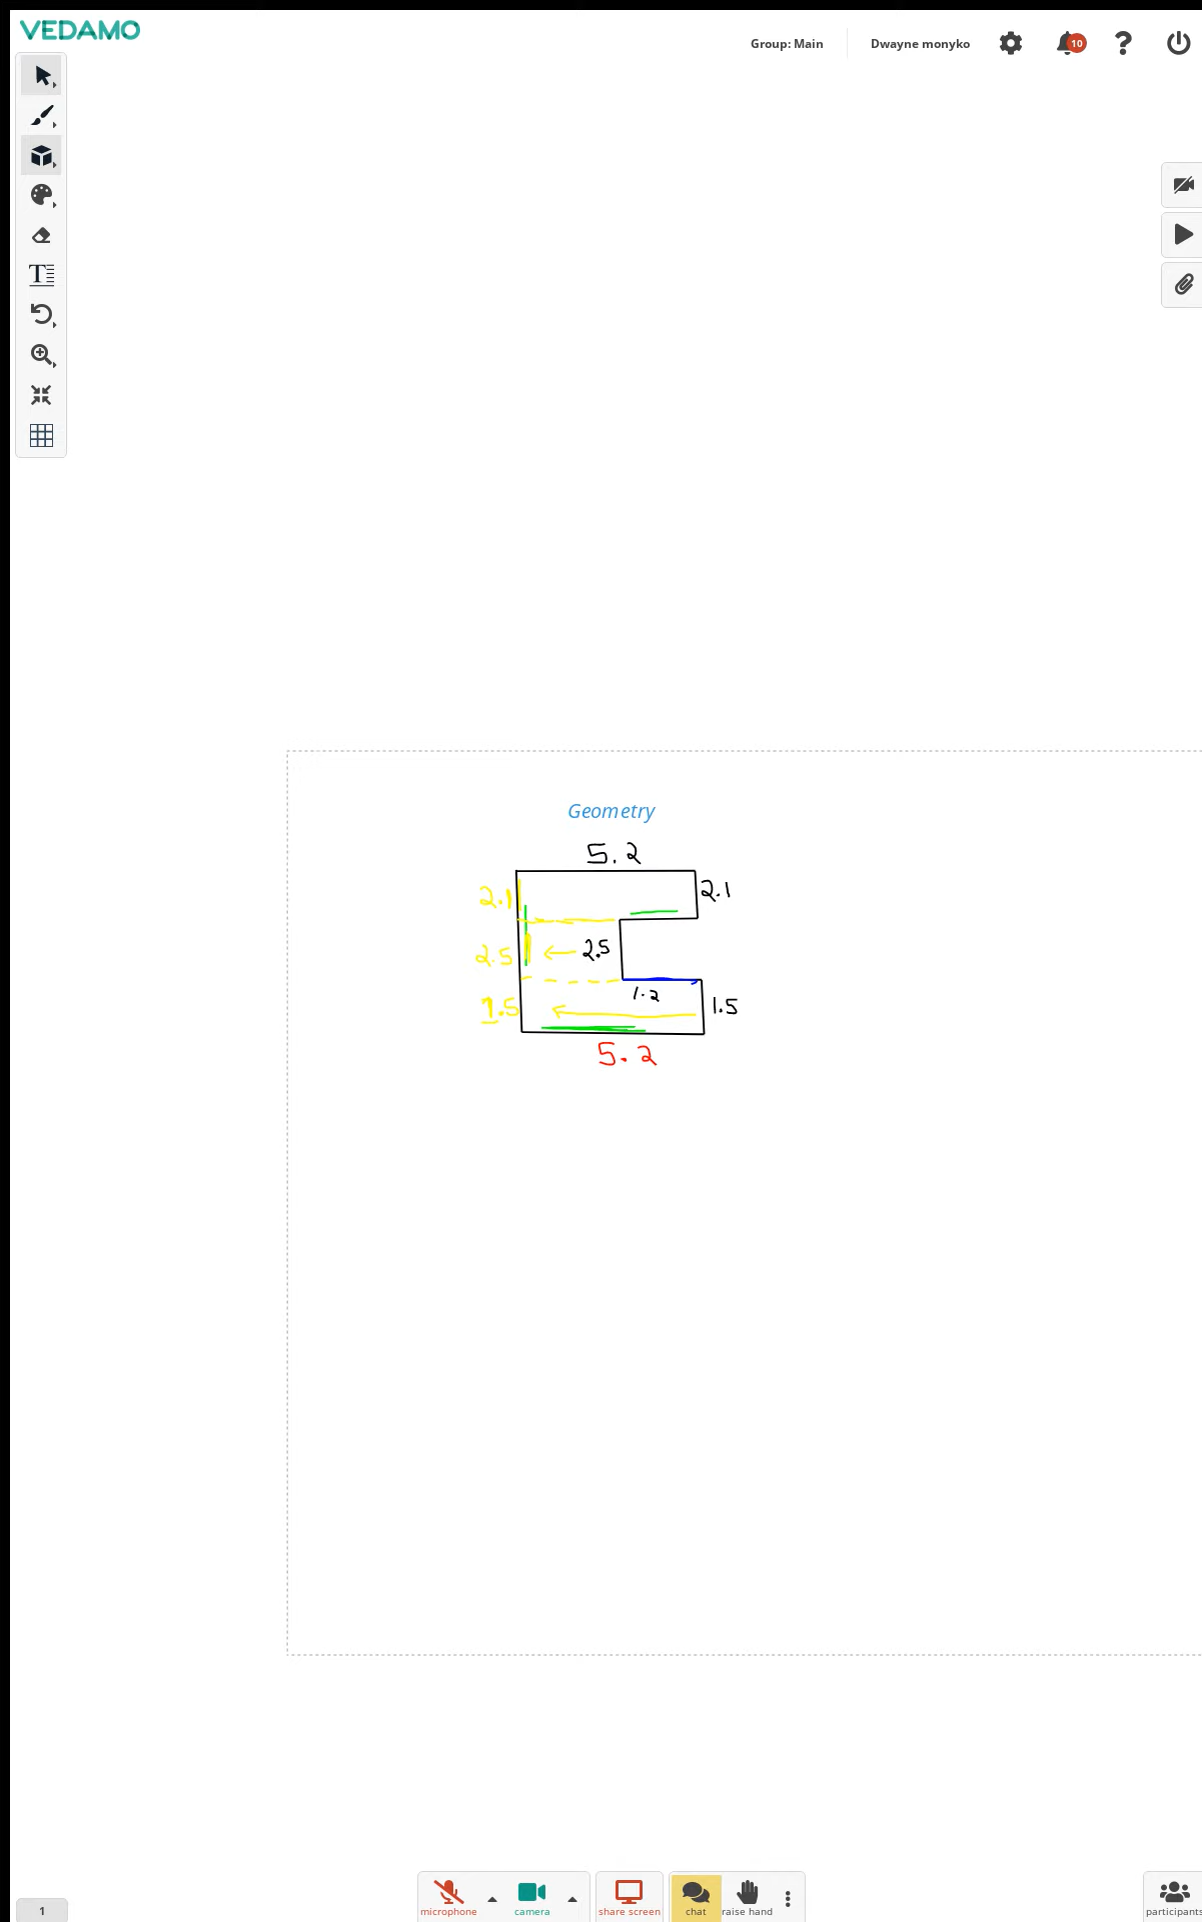 VEDAMO
Group: Main
Dwayne monyko
10
T
Geometry
5.2
2.1
2.1
2.5
2.5
1.2
1.5
1.5
5.2
1
microphone
camera
share screen
chat
raise hand
participants